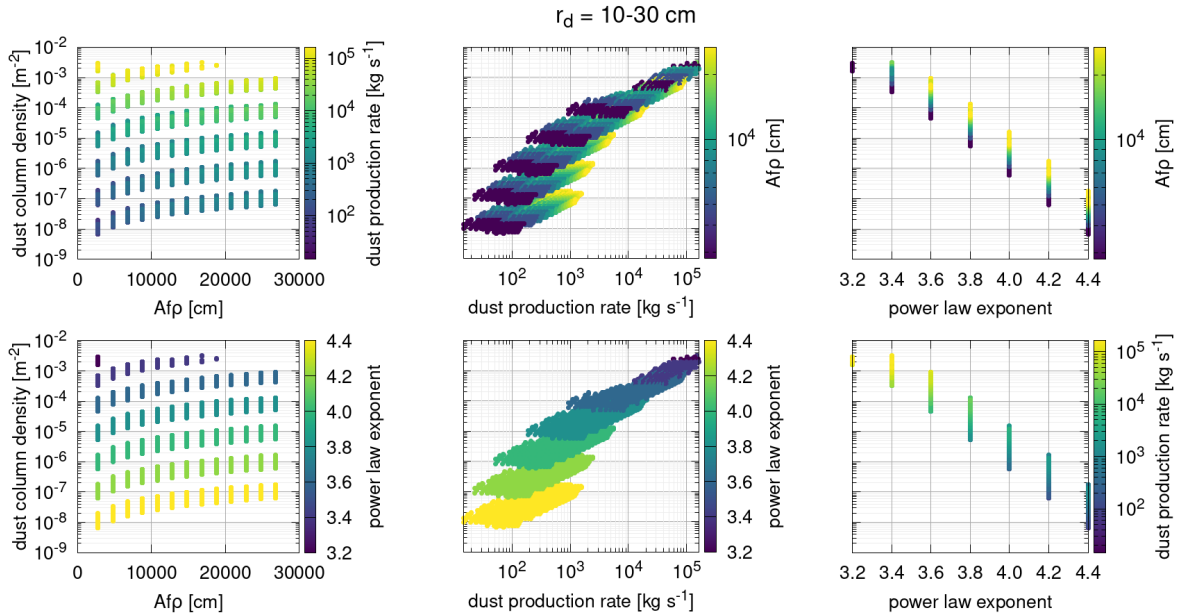 r_d = 10-30 cm
dust column density [m^-2]
10^-2
10^-3
10^-4
10^-5
10^-6
10^-7
10^-8
10^-9
0 10000 20000 30000
Afρ [cm]
10^5
10^4
10^3
10^2
dust production rate [kg s^-1]
10^2 10^3 10^4 10^5
dust production rate [kg s^-1]
10^4
Afρ [cm]
3.2 3.4 3.6 3.8 4.0 4.2 4.4
power law exponent
10^4
Afρ [cm]
dust column density [m^-2]
10^-2
10^-3
10^-4
10^-5
10^-6
10^-7
10^-8
10^-9
0 10000 20000 30000
Afρ [cm]
4.4
4.2
4.0
3.8
3.6
3.4
3.2
power law exponent
10^2 10^3 10^4 10^5
dust production rate [kg s^-1]
4.4
4.2
4.0
3.8
3.6
3.4
3.2
power law exponent
3.2 3.4 3.6 3.8 4.0 4.2 4.4
power law exponent
10^5
10^4
10^3
10^2
dust production rate [kg s^-1]